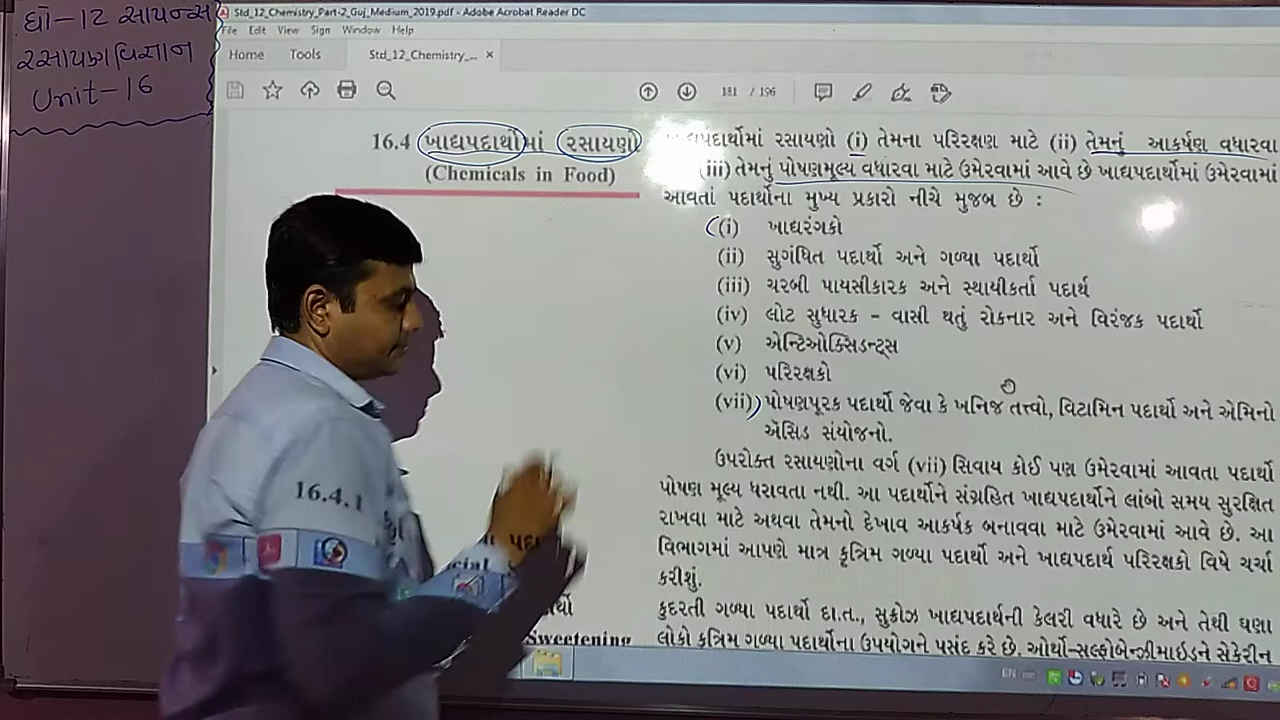 ધો-12 સાયન્સ
રસાયણવિજ્ઞાન
Unit-16
Std_12_Chemistry_Part-2_Guj_Medium_2019.pdf - Adobe Acrobat Reader DC
File Edit View Sign Window Help
Home Tools Std_12_Chemistry_... ×
181 / 196
16.4 ખાદ્યપદાર્થોમાં રસાયણો
(Chemicals in Food)
ખાદ્યપદાર્થોમાં રસાયણો (i) તેમના પરિરક્ષણ માટે (ii) તેમનું આકર્ષણ વધારવા
(iii) તેમનું પોષણમૂલ્ય વધારવા માટે ઉમેરવામાં આવે છે ખાદ્યપદાર્થોમાં ઉમેરવામાં
આવતાં પદાર્થોના મુખ્ય પ્રકારો નીચે મુજબ છે :
(i) ખાદ્યરંગકો
(ii) સુગંધિત પદાર્થો અને ગળ્યા પદાર્થો
(iii) ચરબી પાયસીકારક અને સ્થાયીકર્તા પદાર્થ
(iv) લોટ સુધારક - વાસી થતું રોકનાર અને વિરંજક પદાર્થો
(v) એન્ટિઓક્સિડન્ટ્સ
(vi) પરિરક્ષકો
(vii) પોષણપૂરક પદાર્થો જેવા કે ખનિજ તત્ત્વો, વિટામિન પદાર્થો અને એમિનો
ઍસિડ સંયોજનો.
ઉપરોક્ત રસાયણોના વર્ગ (vii) સિવાય કોઈ પણ ઉમેરવામાં આવતા પદાર્થો
પોષણ મૂલ્ય ધરાવતા નથી. આ પદાર્થોને સંગ્રહિત ખાદ્યપદાર્થોને લાંબો સમય સુરક્ષિત
રાખવા માટે અથવા તેમનો દેખાવ આકર્ષક બનાવવા માટે ઉમેરવામાં આવે છે. આ
વિભાગમાં આપણે માત્ર કૃત્રિમ ગળ્યા પદાર્થો અને ખાદ્યપદાર્થ પરિરક્ષકો વિષે ચર્ચા
કરીશું.
16.4.1
Sweetening
કુદરતી ગળ્યા પદાર્થો દા.ત., સુક્રોઝ ખાદ્યપદાર્થની કેલરી વધારે છે અને તેથી ઘણા
લોકો કૃત્રિમ ગળ્યા પદાર્થોના ઉપયોગને પસંદ કરે છે. ઓર્થો-સલ્ફોબેન્ઝીમાઇડને સેકેરીન
EN